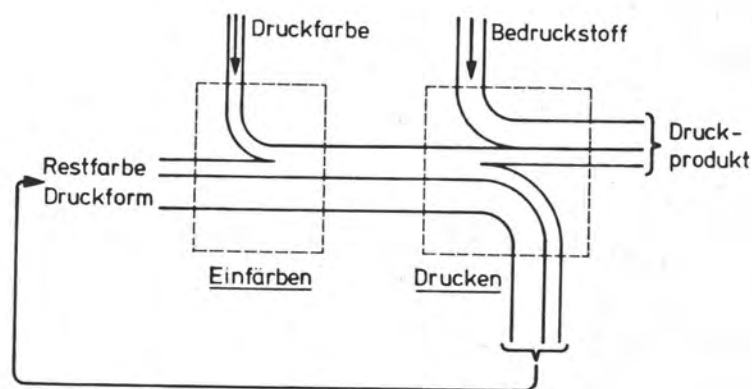 Druckfarbe
Bedruckstoff
Druck-
produkt
Restfarbe
Druckform
Einfärben
Drucken